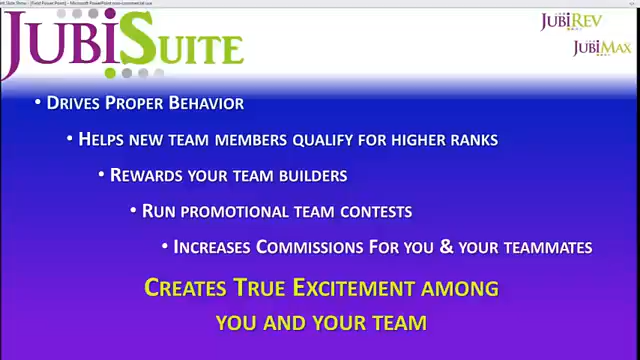 JUBISUITE
JUBIREV
JUBIMAX
• DRIVES PROPER BEHAVIOR
• HELPS NEW TEAM MEMBERS QUALIFY FOR HIGHER RANKS
• REWARDS YOUR TEAM BUILDERS
• RUN PROMOTIONAL TEAM CONTESTS
• INCREASES COMMISSIONS FOR YOU & YOUR TEAMMATES
CREATES TRUE EXCITEMENT AMONG
YOU AND YOUR TEAM